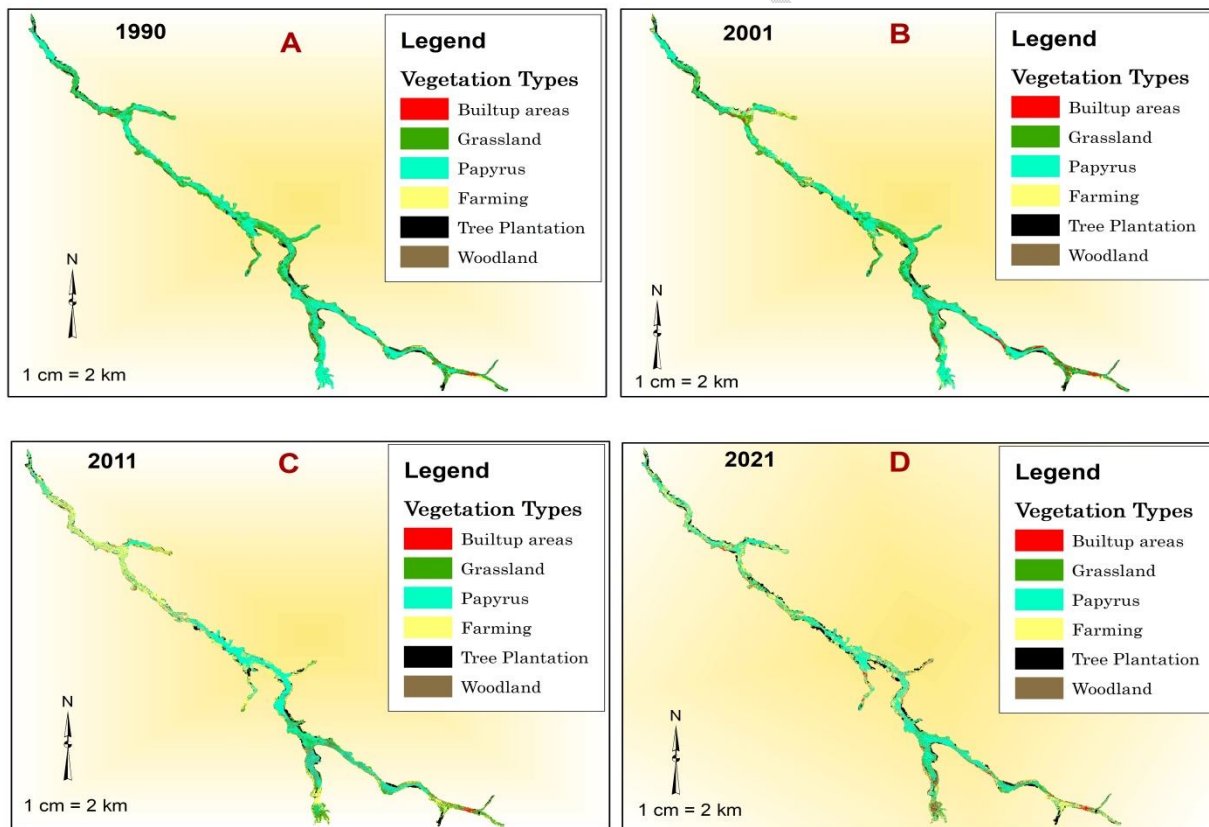 1990
A
Legend
Vegetation Types
Builtup areas
Grassland
Papyrus
Farming
Tree Plantation
Woodland
N
1 cm = 2 km
2001
B
Legend
Vegetation Types
Builtup areas
Grassland
Papyrus
Farming
Tree Plantation
Woodland
N
1 cm = 2 km
2011
C
Legend
Vegetation Types
Builtup areas
Grassland
Papyrus
Farming
Tree Plantation
Woodland
N
1 cm = 2 km
2021
D
Legend
Vegetation Types
Builtup areas
Grassland
Papyrus
Farming
Tree Plantation
Woodland
N
1 cm = 2 km